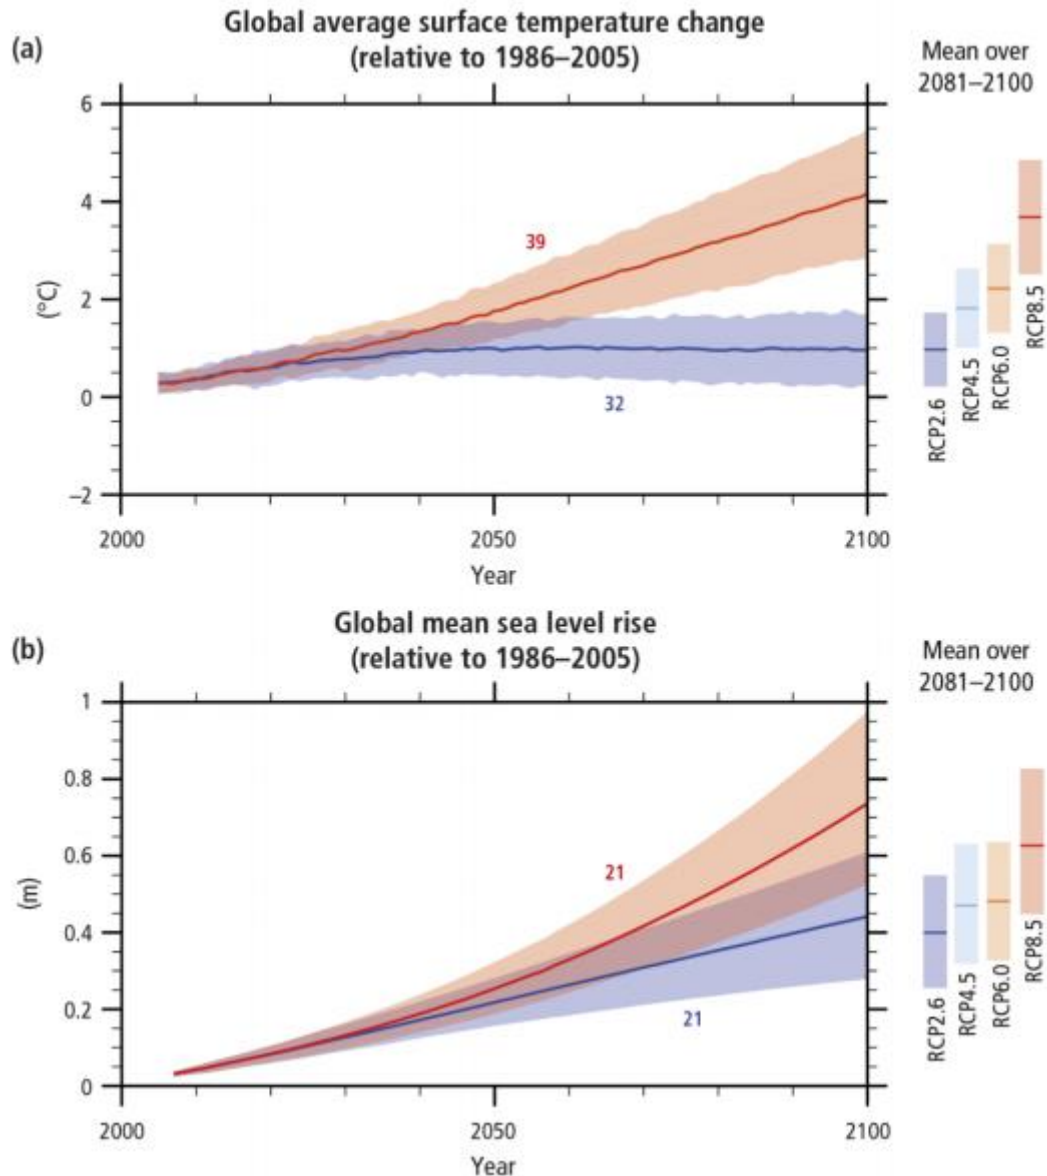 (a)
Global average surface temperature change
(relative to 1986–2005)
Mean over
2081–2100
6
4
2
0
–2
(°C)
39
32
2000
2050
2100
Year
RCP2.6
RCP4.5
RCP6.0
RCP8.5
(b)
Global mean sea level rise
(relative to 1986–2005)
Mean over
2081–2100
1
0.8
0.6
0.4
0.2
0
(m)
21
21
2000
2050
2100
Year
RCP2.6
RCP4.5
RCP6.0
RCP8.5